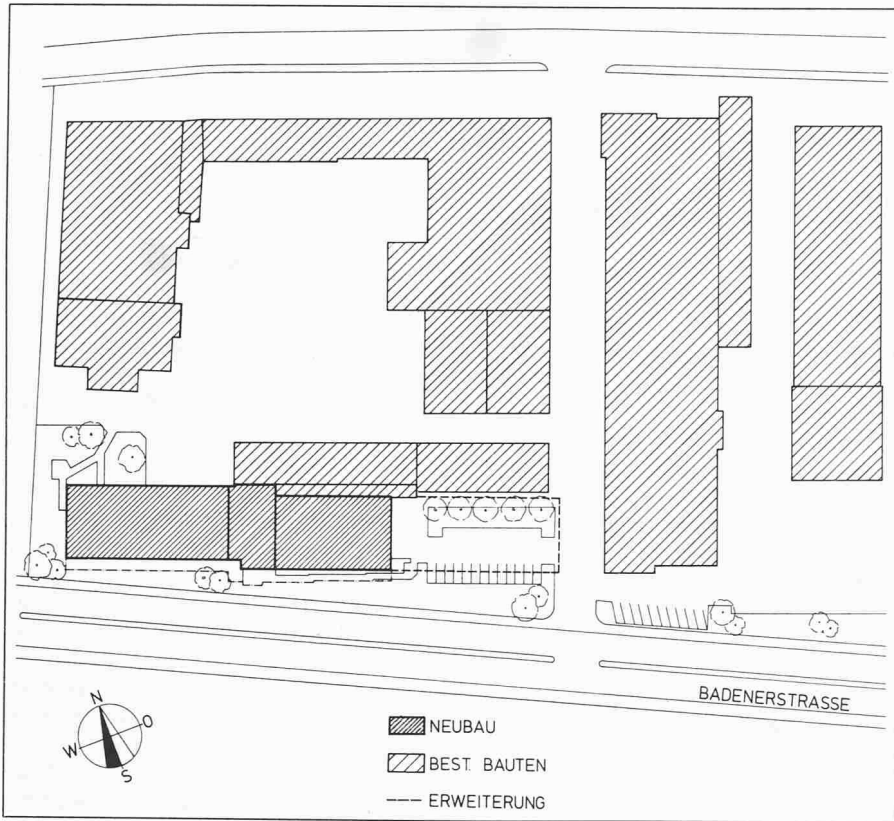 BADENERSTRASSE
N
O
W
S
NEUBAU
BEST. BAUTEN
ERWEITERUNG